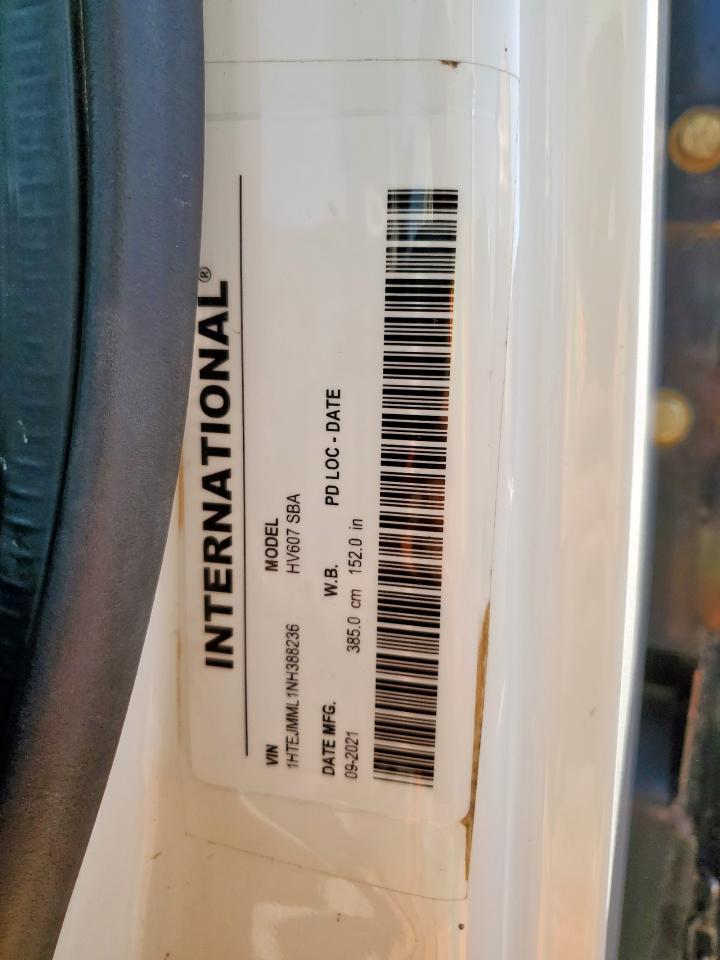 INTERNATIONAL®
VIN MODEL
1HTEJMML1NH388236 HV607 SBA
DATE MFG. W.B. PD LOC - DATE
09-2021 385.0 cm 152.0 in